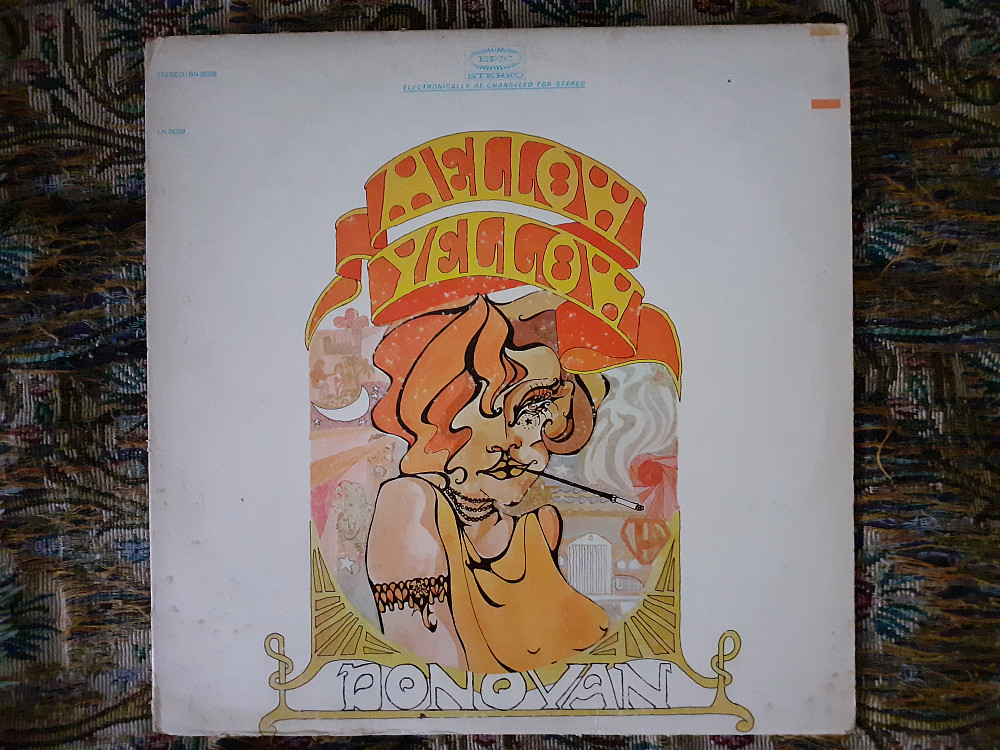 EPIC
STEREO
STEREO / BN 26239
ELECTRONICALLY RE-CHANNELED FOR STEREO
LN 24239
MELLOW
YELLOW
DONOVAN